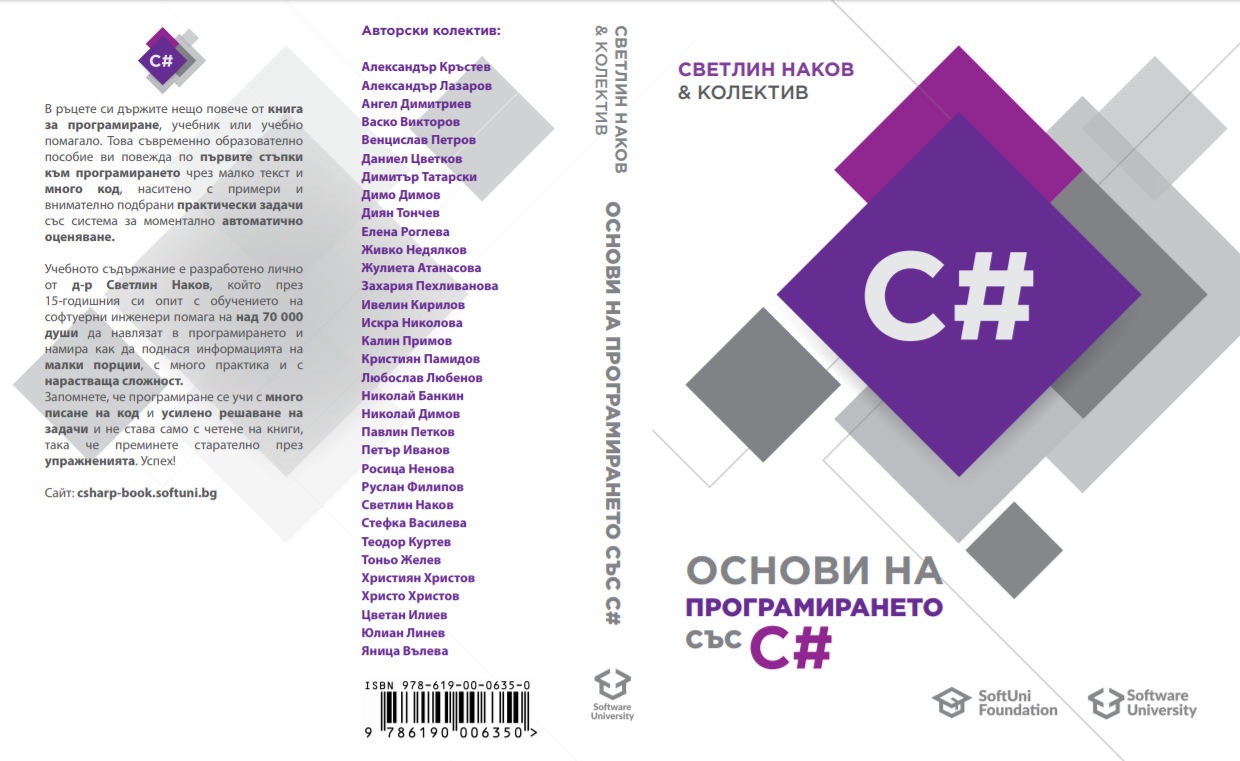 C#
В ръцете си държите нещо повече от книга
за програмиране, учебник или учебно
помагало. Това съвременно образователно
пособие ви повежда по първите стъпки
към програмирането чрез малко текст и
много код, наситено с примери и
внимателно подбрани практически задачи
със система за моментално автоматично
оценяване.
Учебното съдържание е разработено лично
от д-р Светлин Наков, който през
15-годишния си опит с обучението на
софтуерни инженери помага на над 70 000
души да навлязат в програмирането и
намира как да поднася информацията на
малки порции, с много практика и с
нарастваща сложност.
Запомнете, че програмиране се учи с много
писане на код и усилено решаване на
задачи и не става само с четене на книги,
така че преминете старателно през
упражненията. Успех!
Сайт: csharp-book.softuni.bg
Авторски колектив:
Александър Кръстев
Александър Лазаров
Ангел Димитриев
Васко Викторов
Венцислав Петров
Даниел Цветков
Димитър Татарски
Димо Димов
Диян Тончев
Елена Роглева
Живко Недялков
Жулиета Атанасова
Захария Пехливанова
Ивелин Кирилов
Искра Николова
Калин Примов
Кристиян Памидов
Любослав Любенов
Николай Банкин
Николай Димов
Павлин Петков
Петър Иванов
Росица Ненова
Руслан Филипов
Светлин Наков
Стефка Василева
Теодор Куртев
Тоньо Желев
Християн Христов
Христо Христов
Цветан Илиев
Юлиан Линев
Яница Вълева
ISBN 978-619-00-0635-0
9 786190 006350 >
СВЕТЛИН НАКОВ
& КОЛЕКТИВ
ОСНОВИ НА ПРОГРАМИРАНЕТО СЪС C#
Software
University
СВЕТЛИН НАКОВ
& КОЛЕКТИВ
C#
ОСНОВИ НА
ПРОГРАМИРАНЕТО
СЪС C#
SoftUni
Foundation
Software
University